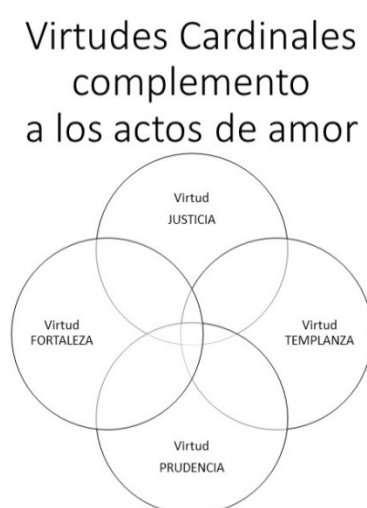 Virtudes Cardinales
complemento
a los actos de amor
Virtud
JUSTICIA
Virtud
FORTALEZA
Virtud
TEMPLANZA
Virtud
PRUDENCIA